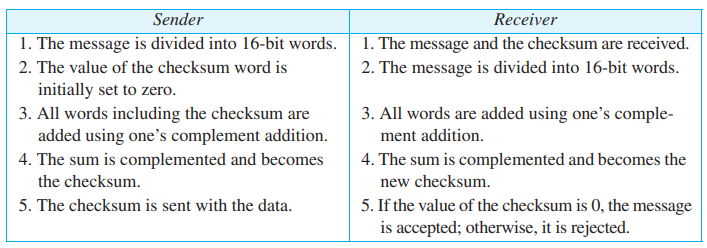 Sender
1. The message is divided into 16-bit words.
2. The value of the checksum word is
initially set to zero.
3. All words including the checksum are
added using one’s complement addition.
4. The sum is complemented and becomes
the checksum.
5. The checksum is sent with the data.
Receiver
1. The message and the checksum are received.
2. The message is divided into 16-bit words.
3. All words are added using one’s comple-
ment addition.
4. The sum is complemented and becomes the
new checksum.
5. If the value of the checksum is 0, the message
is accepted; otherwise, it is rejected.